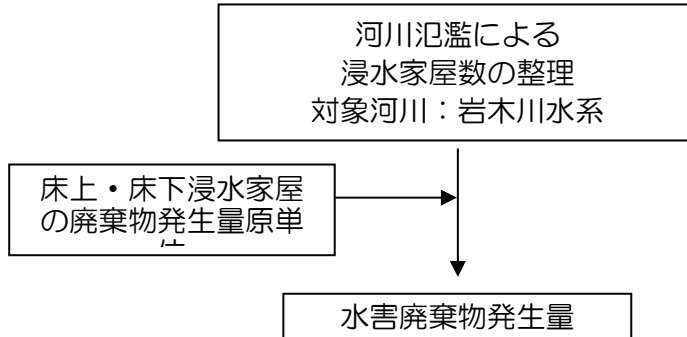 河川氾濫による
浸水家屋数の整理
対象河川：岩木川水系
床上・床下浸水家屋
の廃棄物発生量原単
水害廃棄物発生量